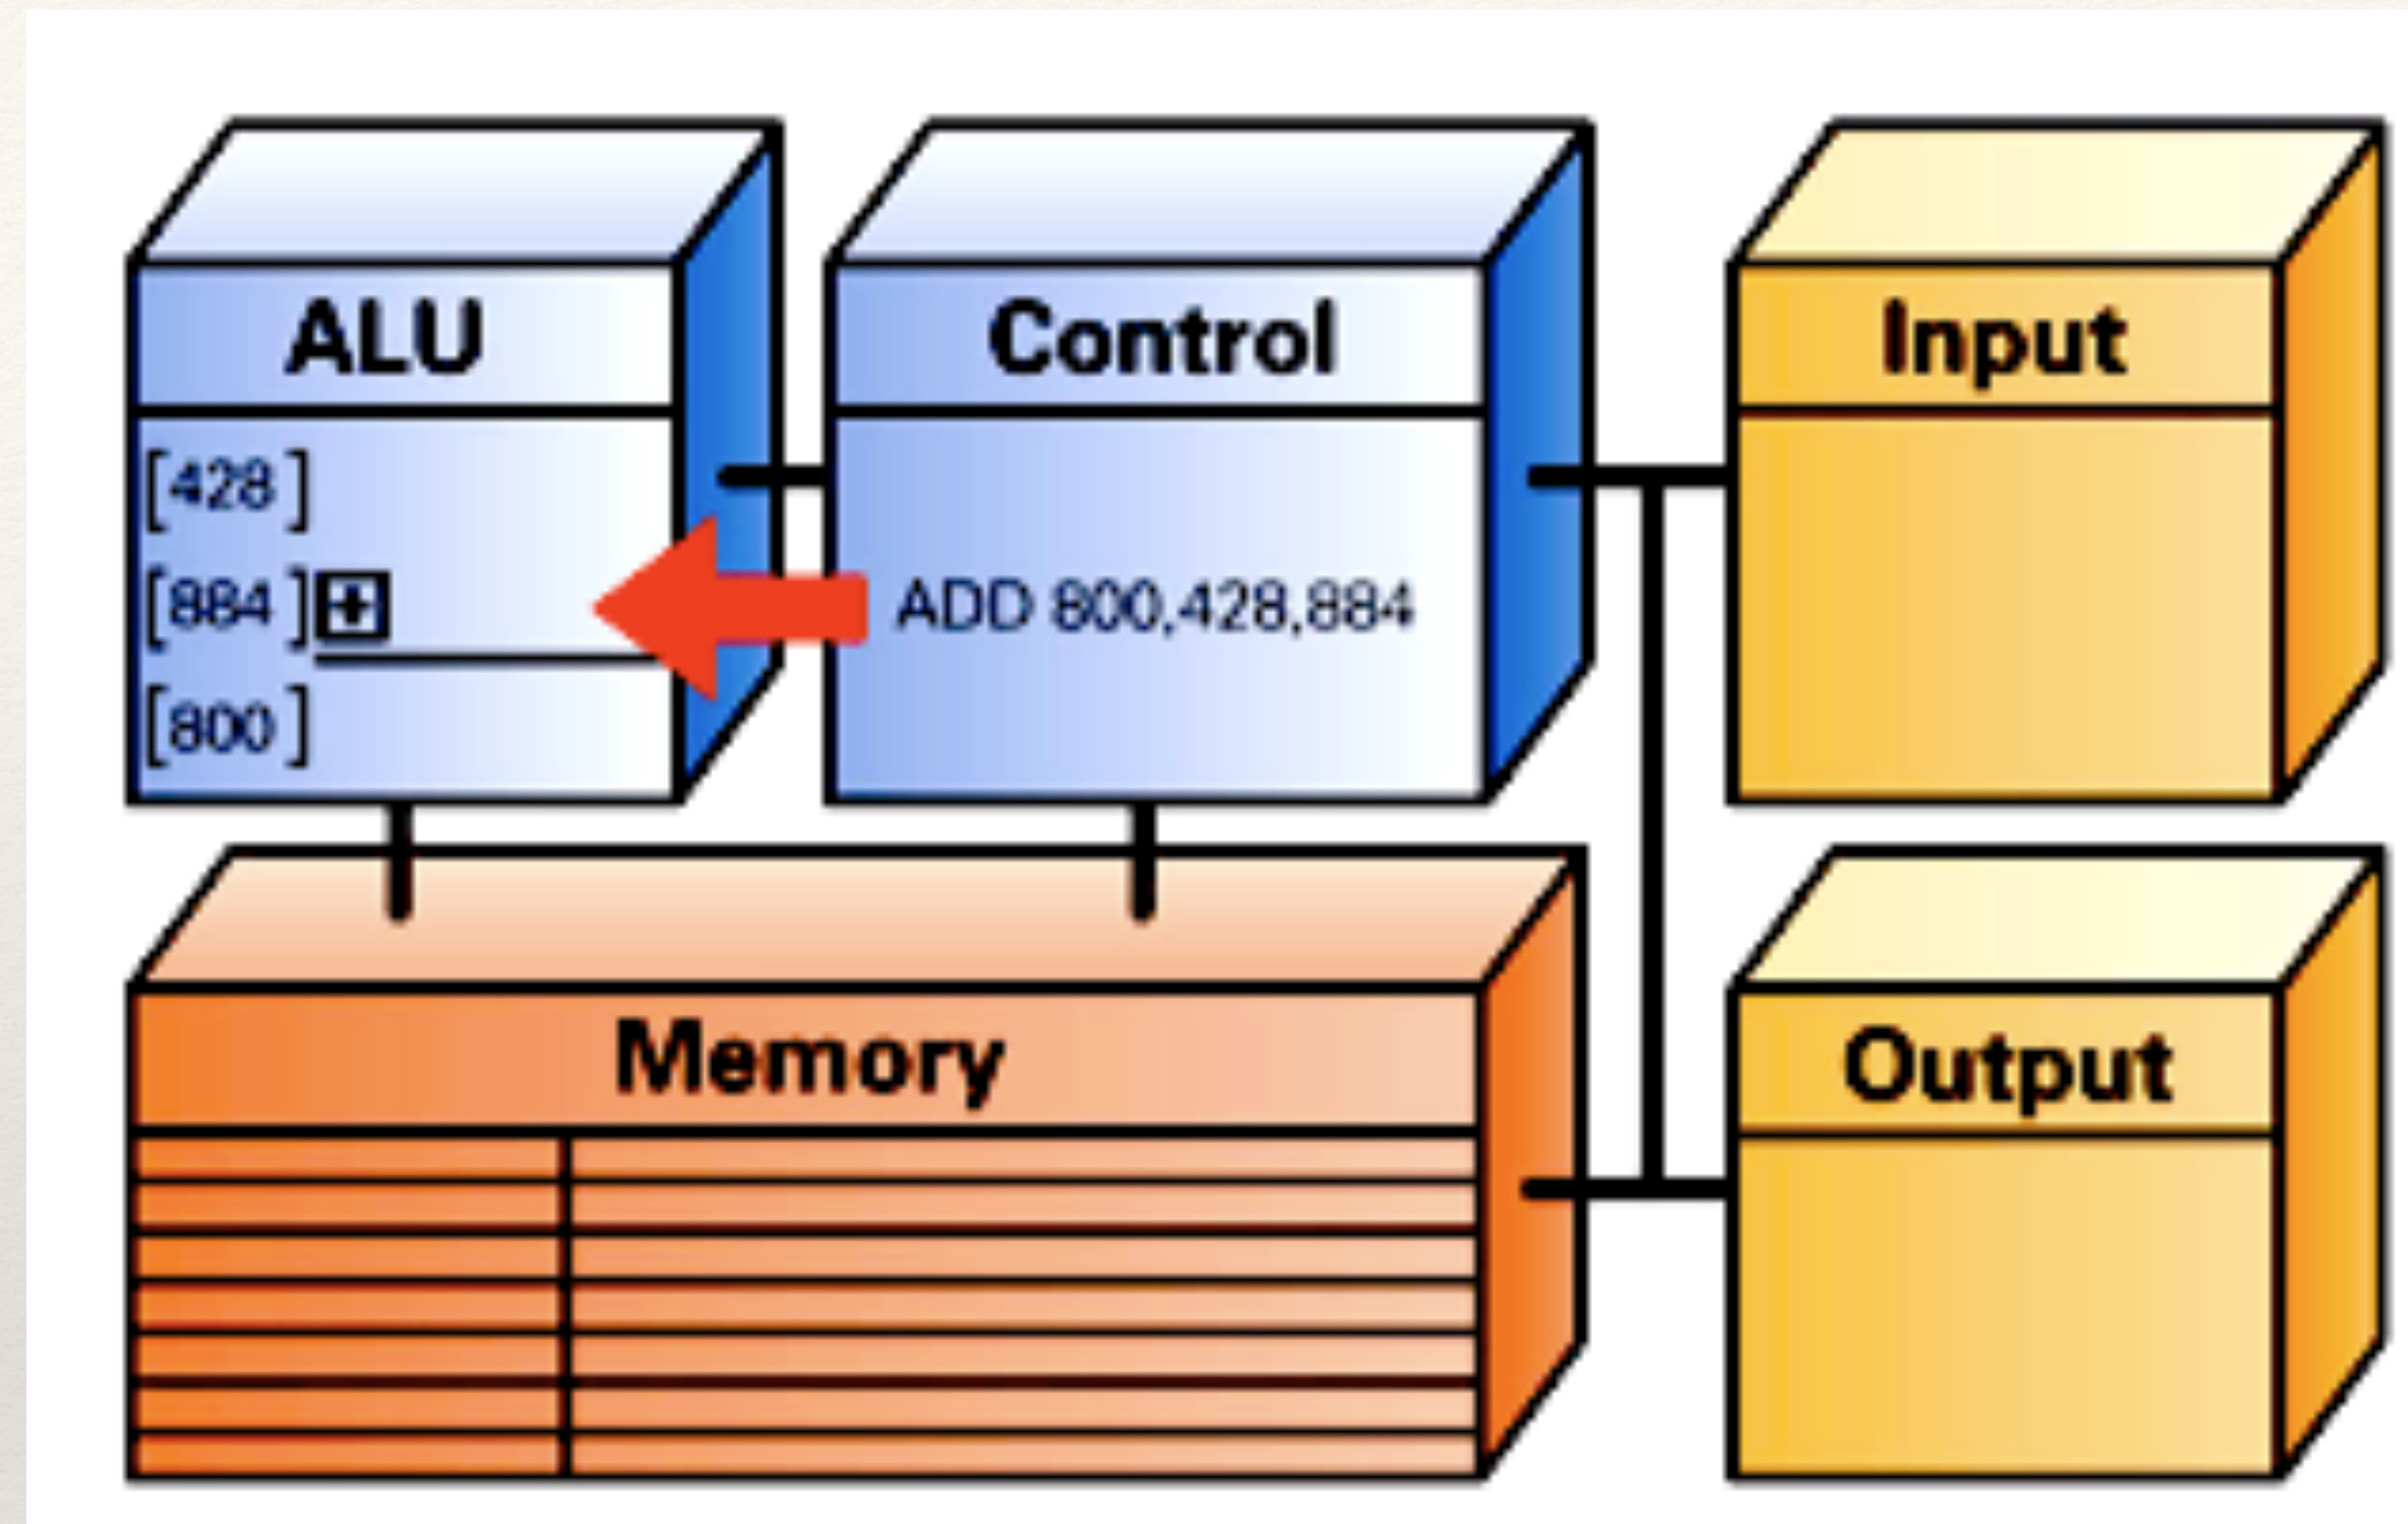 ALU
[428 ]
[884 ] +
[800 ]
Control
ADD 800,428,884
Input
Memory
Output